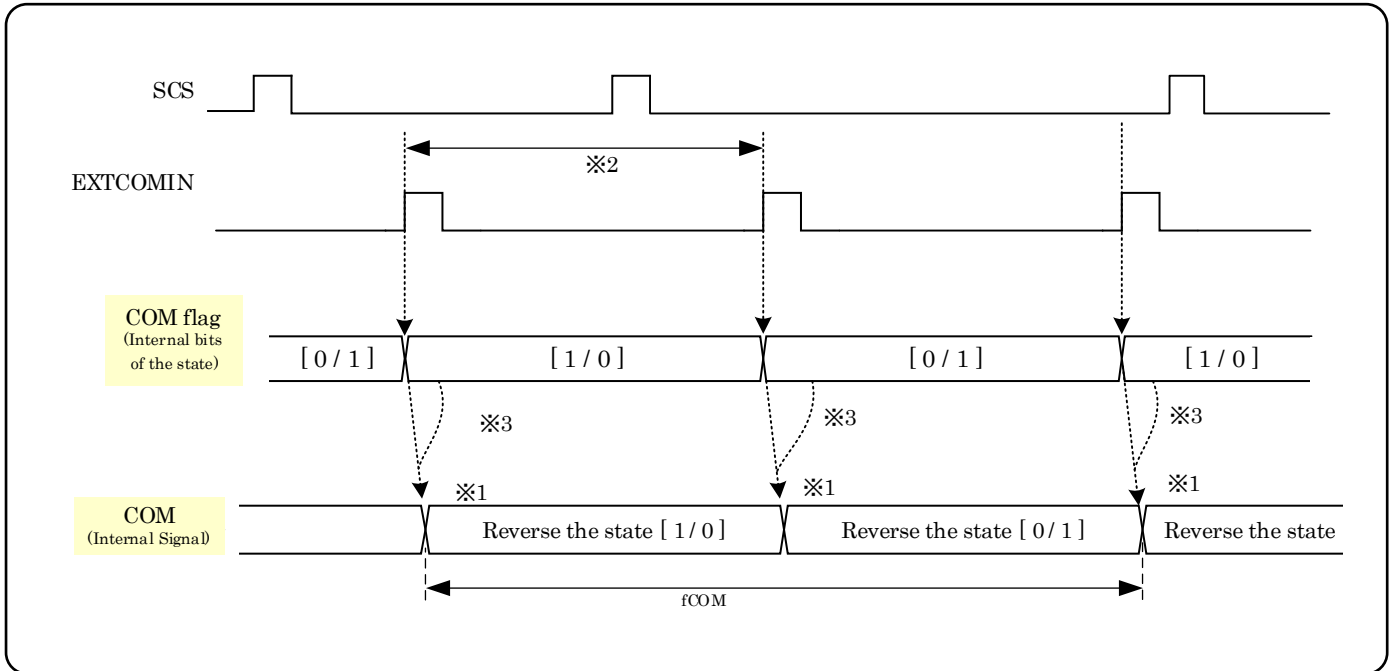 SCS
※2
EXTCOMIN
COM flag
(Internal bits
of the state)
[ 0 / 1 ]
[ 1 / 0 ]
[ 0 / 1 ]
[ 1 / 0 ]
※3
※3
※3
※1
※1
※1
COM
(Internal Signal)
Reverse the state [ 1 / 0 ]
Reverse the state [ 0 / 1 ]
Reverse the state
fCOM